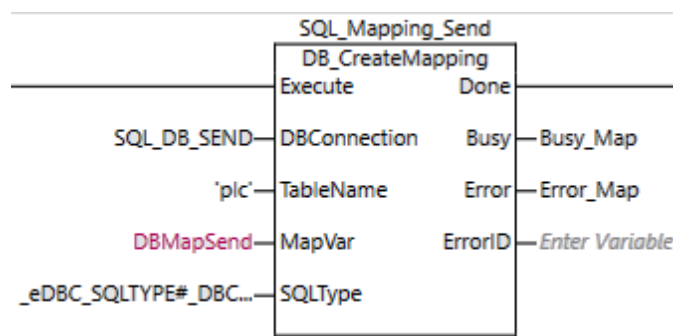 SQL_Mapping_Send
DB_CreateMapping
Execute Done
SQL_DB_SEND DBConnection Busy Busy_Map
'plc' TableName Error Error_Map
DBMapSend MapVar ErrorID Enter Variable
_eDBC_SQLTYPE#_DBC... SQLType